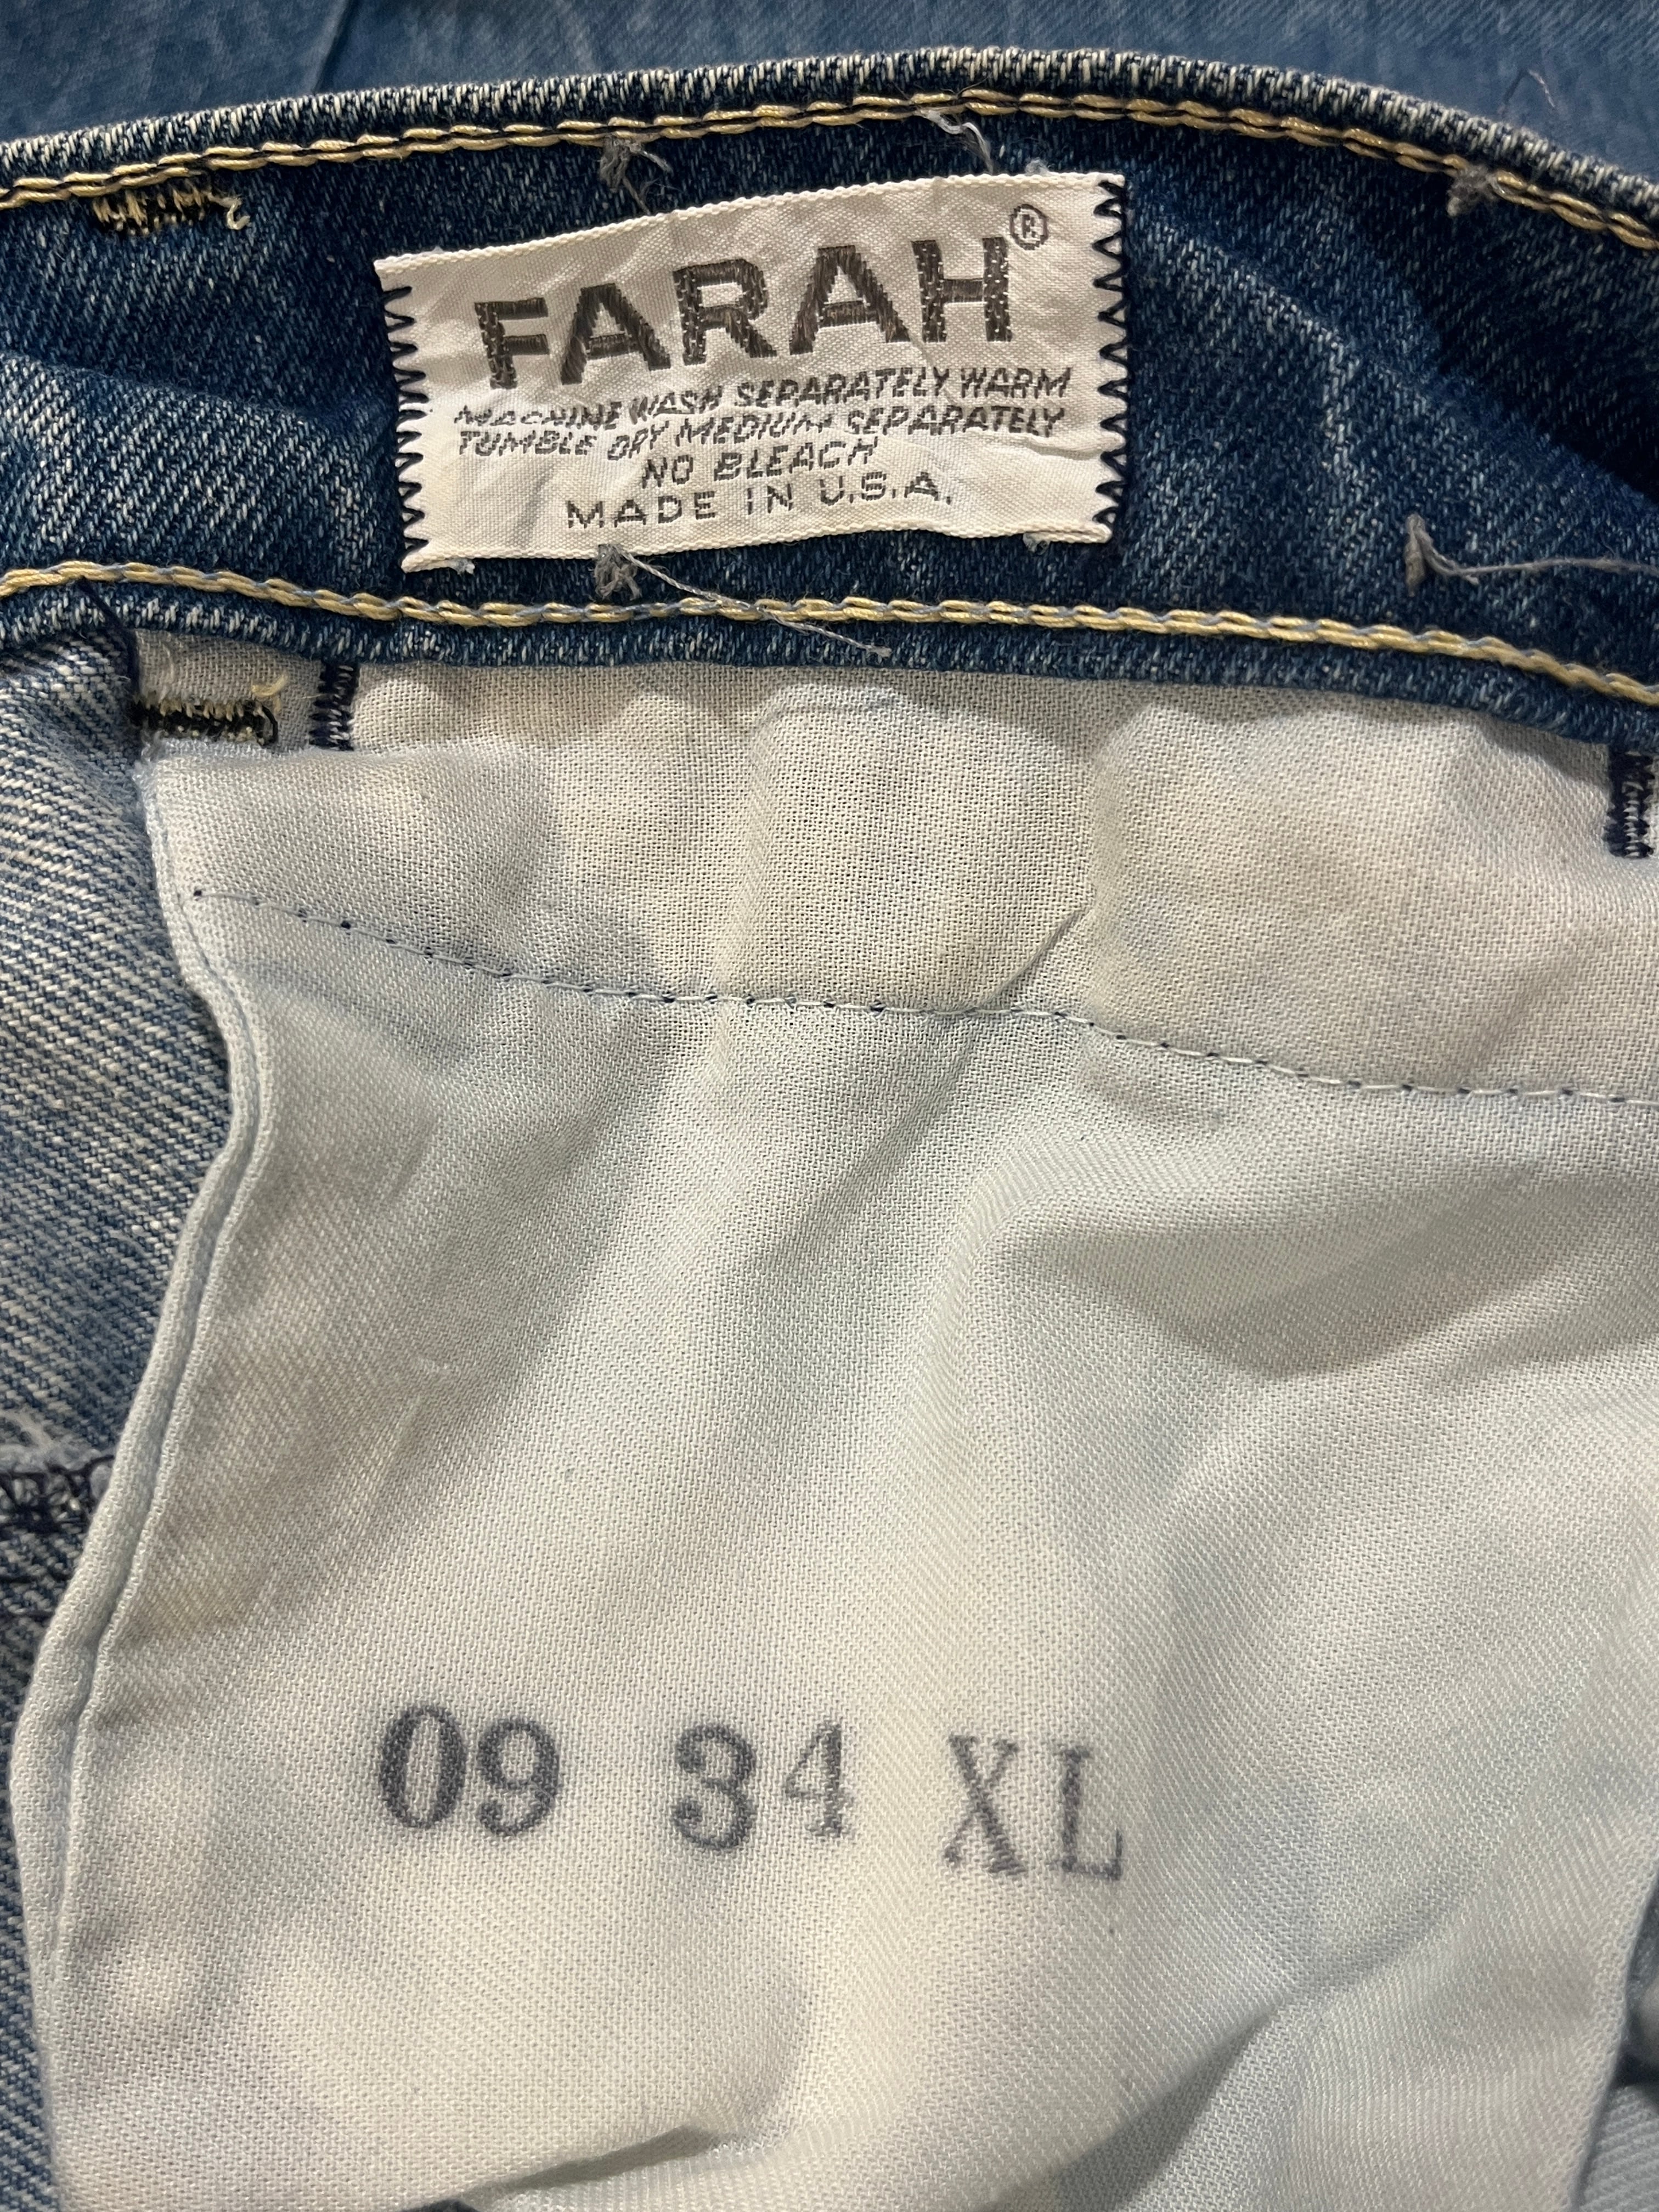 FARAH®
MACHINE WASH SEPARATELY WARM
TUMBLE DRY MEDIUM SEPARATELY
NO BLEACH
MADE IN U.S.A.
09 34 XL